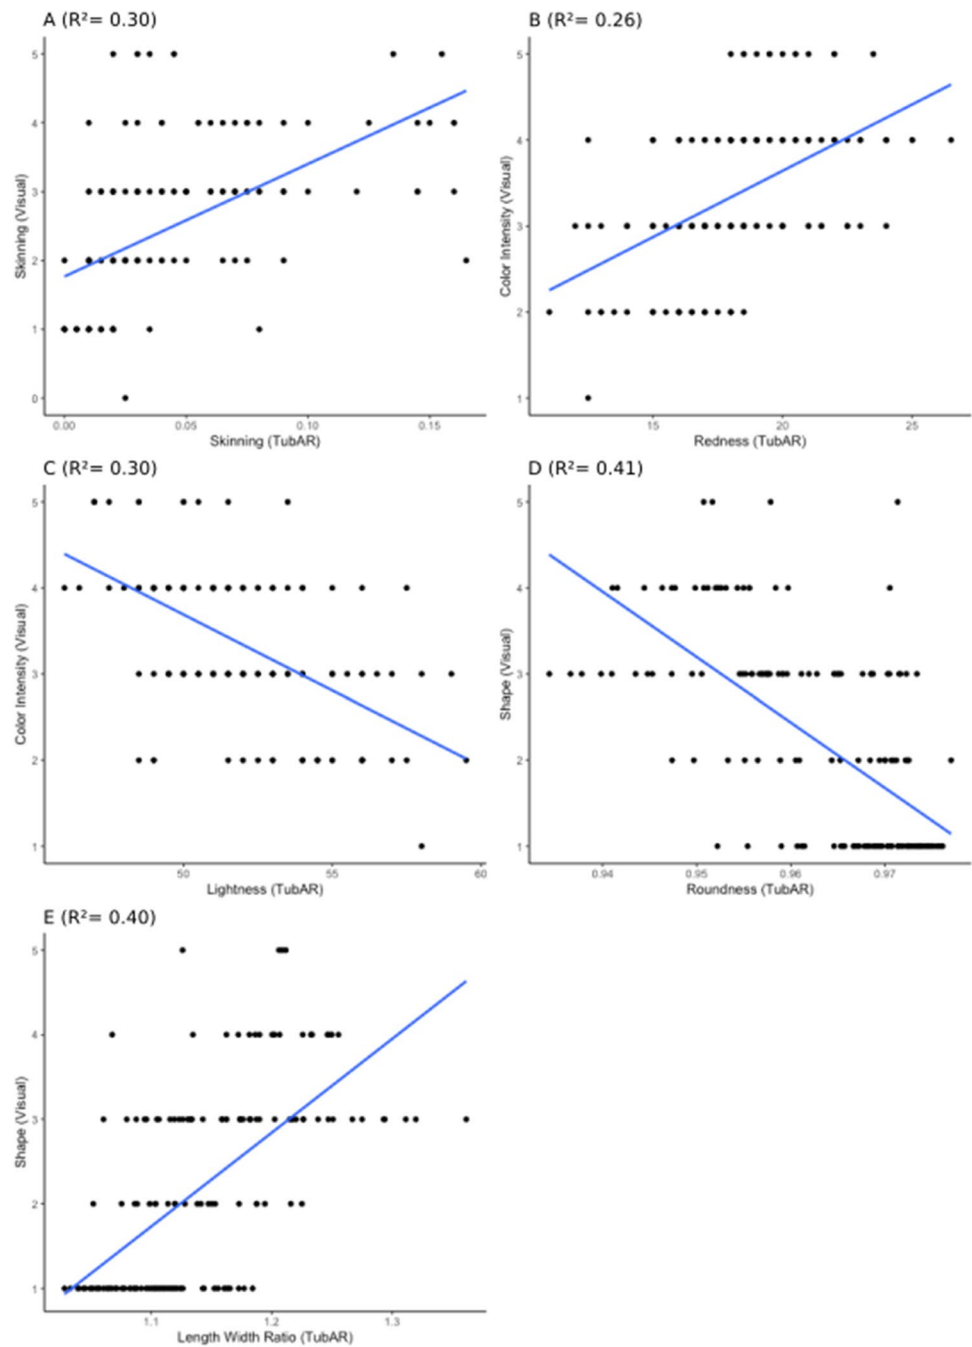 A (R²= 0.30)
5
4
3
2
1
0
Skinning (Visual)
0.00 0.05 0.10 0.15
Skinning (TubAR)
B (R²= 0.26)
5
4
3
2
1
Color Intensity (Visual)
15 20 25
Redness (TubAR)
C (R²= 0.30)
5
4
3
2
1
Color Intensity (Visual)
50 55 60
Lightness (TubAR)
D (R²= 0.41)
5
4
3
2
1
Shape (Visual)
0.94 0.95 0.96 0.97
Roundness (TubAR)
E (R²= 0.40)
5
4
3
2
1
Shape (Visual)
1.1 1.2 1.3
Length Width Ratio (TubAR)